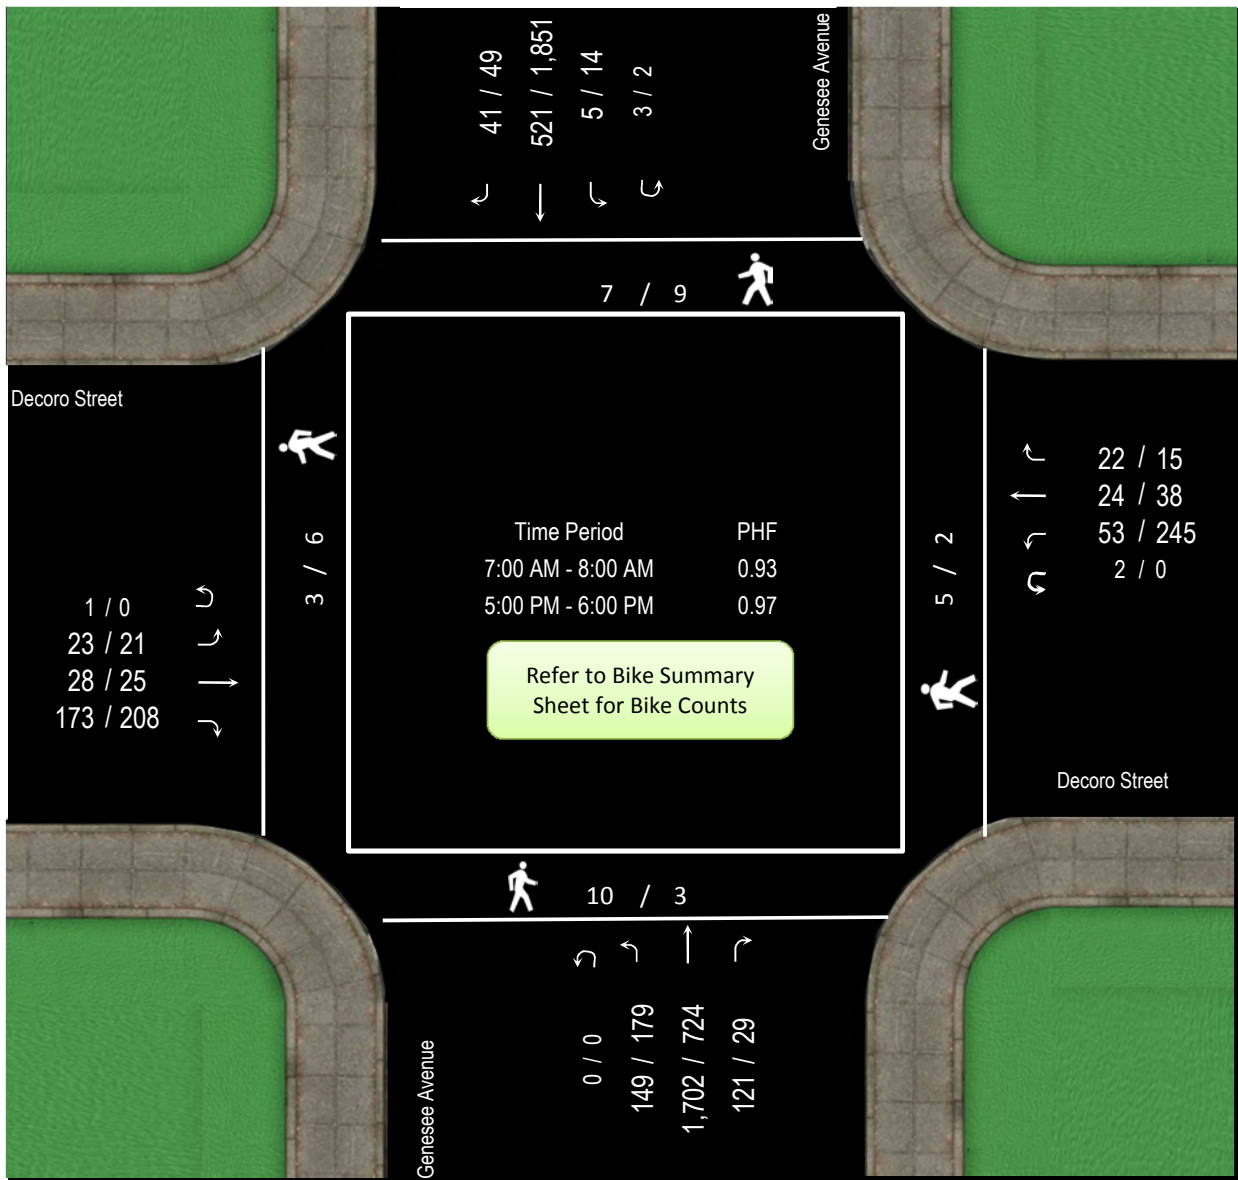 41 / 49
521 / 1,851
5 / 14
3 / 2
Genesee Avenue
7 / 9
Decoro Street
3 / 6
1 / 0
23 / 21
28 / 25
173 / 208
Time Period PHF
7:00 AM - 8:00 AM 0.93
5:00 PM - 6:00 PM 0.97
Refer to Bike Summary
Sheet for Bike Counts
5 / 2
22 / 15
24 / 38
53 / 245
2 / 0
Decoro Street
10 / 3
Genesee Avenue
0 / 0
149 / 179
1,702 / 724
121 / 29